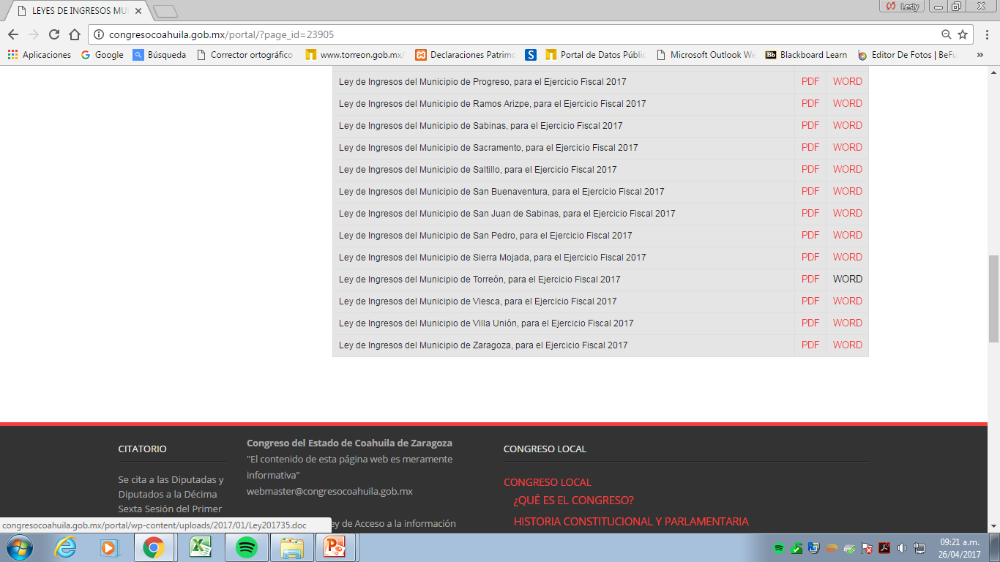 LEYES DE INGRESOS MU
Lesly
congresocoahuila.gob.mx/portal/?page_id=23905
Aplicaciones Google Búsqueda Corrector ortográfico www.torreon.gob.mx/ Declaraciones Patrimo Portal de Datos Públic Microsoft Outlook We Bb Blackboard Learn Editor De Fotos | BeFu »
Ley de Ingresos del Municipio de Progreso, para el Ejercicio Fiscal 2017 PDF WORD
Ley de Ingresos del Municipio de Ramos Arizpe, para el Ejercicio Fiscal 2017 PDF WORD
Ley de Ingresos del Municipio de Sabinas, para el Ejercicio Fiscal 2017 PDF WORD
Ley de Ingresos del Municipio de Sacramento, para el Ejercicio Fiscal 2017 PDF WORD
Ley de Ingresos del Municipio de Saltillo, para el Ejercicio Fiscal 2017 PDF WORD
Ley de Ingresos del Municipio de San Buenaventura, para el Ejercicio Fiscal 2017 PDF WORD
Ley de Ingresos del Municipio de San Juan de Sabinas, para el Ejercicio Fiscal 2017 PDF WORD
Ley de Ingresos del Municipio de San Pedro, para el Ejercicio Fiscal 2017 PDF WORD
Ley de Ingresos del Municipio de Sierra Mojada, para el Ejercicio Fiscal 2017 PDF WORD
Ley de Ingresos del Municipio de Torreón, para el Ejercicio Fiscal 2017 PDF WORD
Ley de Ingresos del Municipio de Viesca, para el Ejercicio Fiscal 2017 PDF WORD
Ley de Ingresos del Municipio de Villa Unión, para el Ejercicio Fiscal 2017 PDF WORD
Ley de Ingresos del Municipio de Zaragoza, para el Ejercicio Fiscal 2017 PDF WORD
CITATORIO
Se cita a las Diputadas y
Diputados a la Décima
Sexta Sesión del Primer
Congreso del Estado de Coahuila de Zaragoza
"El contenido de esta página web es meramente
informativa"
webmaster@congresocoahuila.gob.mx
ey de Acceso a la información
CONGRESO LOCAL
CONGRESO LOCAL
¿QUÉ ES EL CONGRESO?
HISTORIA CONSTITUCIONAL Y PARLAMENTARIA
congresocoahuila.gob.mx/portal/wp-content/uploads/2017/01/Ley201735.doc
09:21 a.m.
26/04/2017